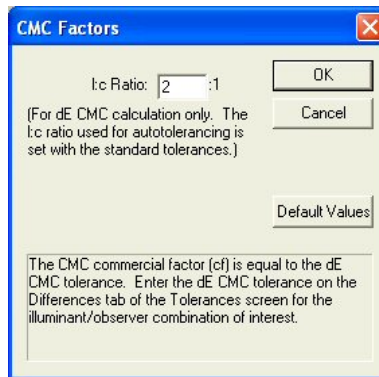 CMC Factors
l:c Ratio: 2 :1
OK
(For dE CMC calculation only. The
l:c ratio used for autotolerancing is
set with the standard tolerances.)
Cancel
Default Values
The CMC commercial factor (cf) is equal to the dE
CMC tolerance. Enter the dE CMC tolerance on the
Differences tab of the Tolerances screen for the
illuminant/observer combination of interest.